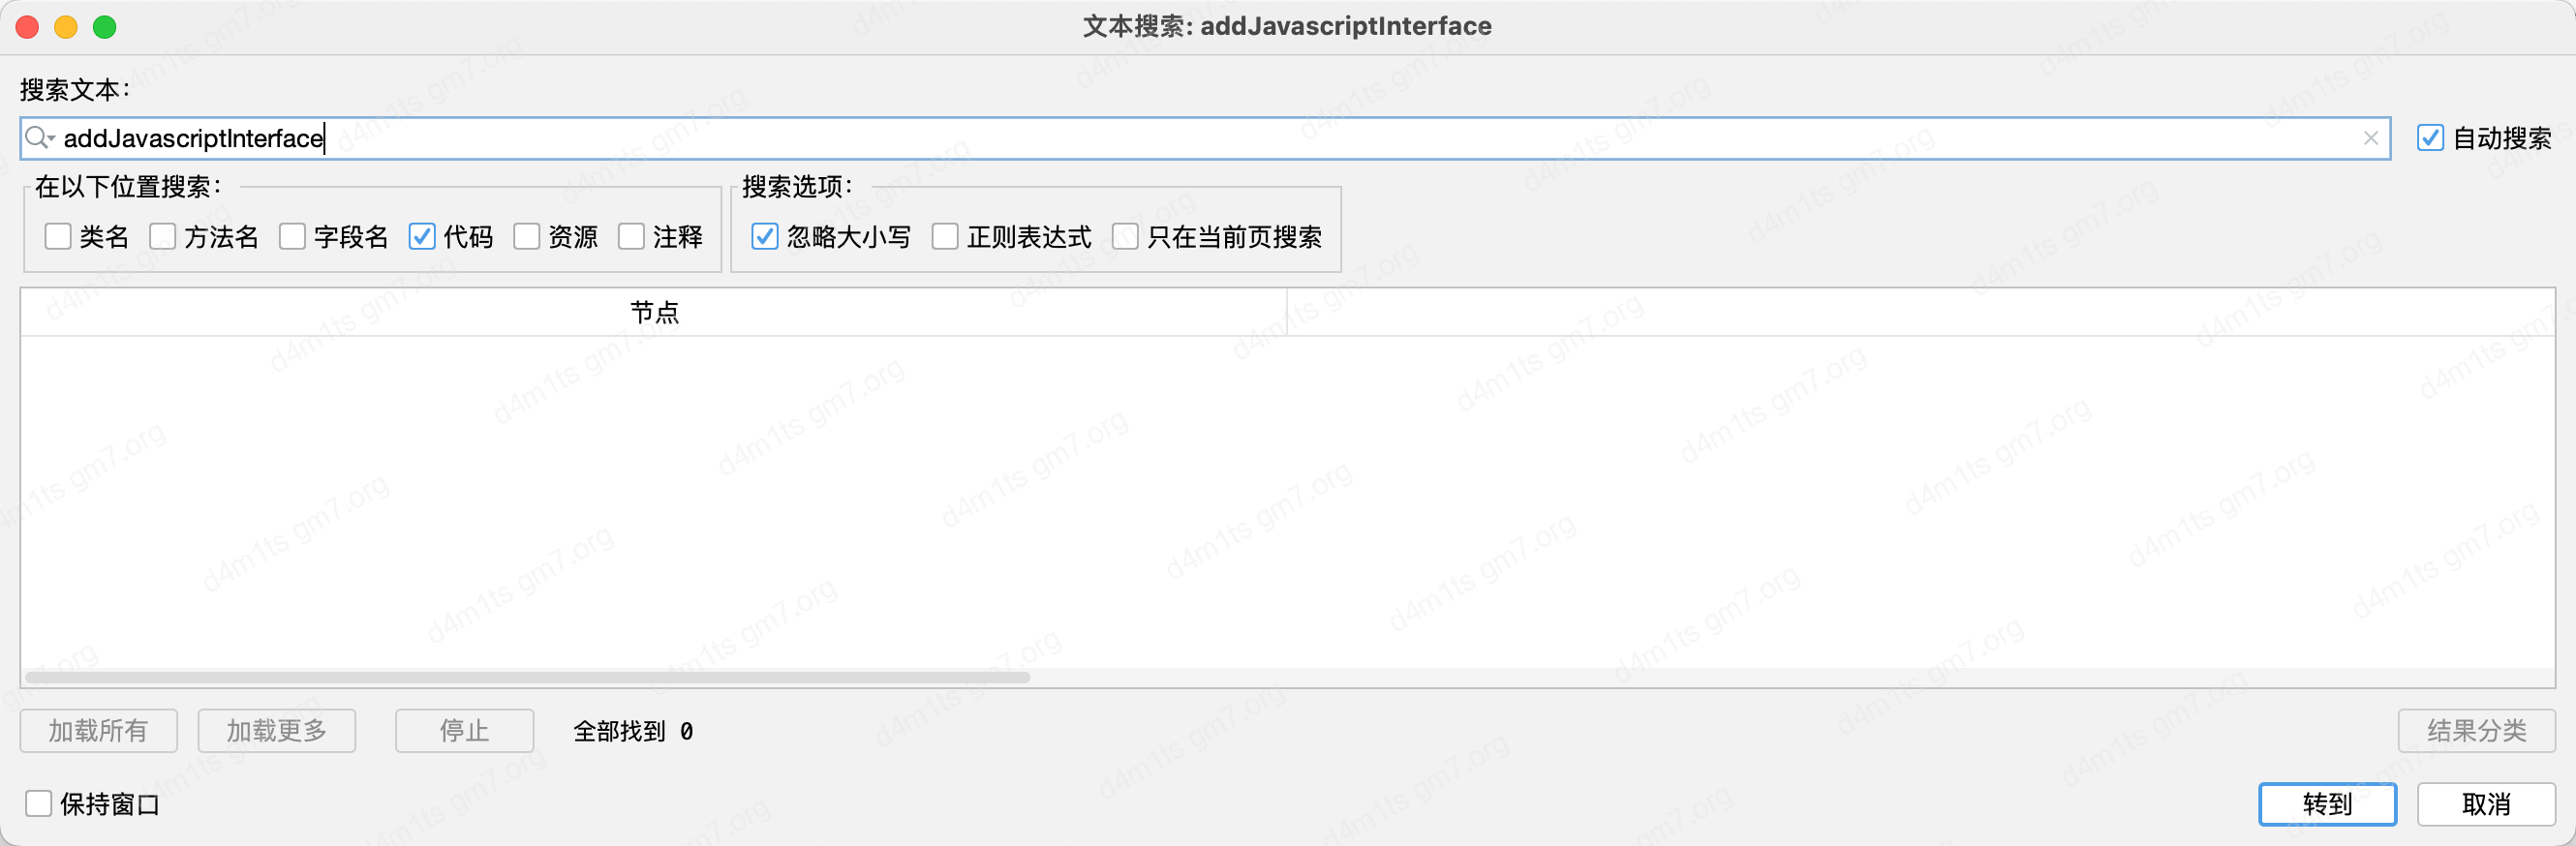 文本搜索: addJavascriptInterface
搜索文本：
addJavascriptInterface
自动搜索
在以下位置搜索： 搜索选项：
类名 方法名 字段名 代码 资源 注释 忽略大小写 正则表达式 只在当前页搜索
节点
加载所有 加载更多 停止 全部找到 0 结果分类
保持窗口 转到 取消
d4m1ts gm7.org